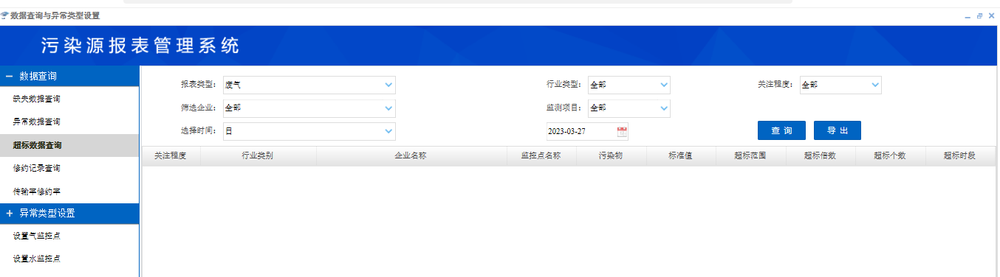 数据查询与异常类型设置
污染源报表管理系统
数据查询
缺失数据查询
异常数据查询
超标数据查询
修约记录查询
传输率修约率
异常类型设置
设置气监控点
设置水监控点
报表类型： 废气 行业类型： 全部 关注程度： 全部
筛选企业： 全部 监测项目： 全部
选择时间： 日 2023-03-27 查 询 导 出
关注程度 行业类别 企业名称 监控点名称 污染物 标准值 超标范围 超标倍数 超标个数 超标时段